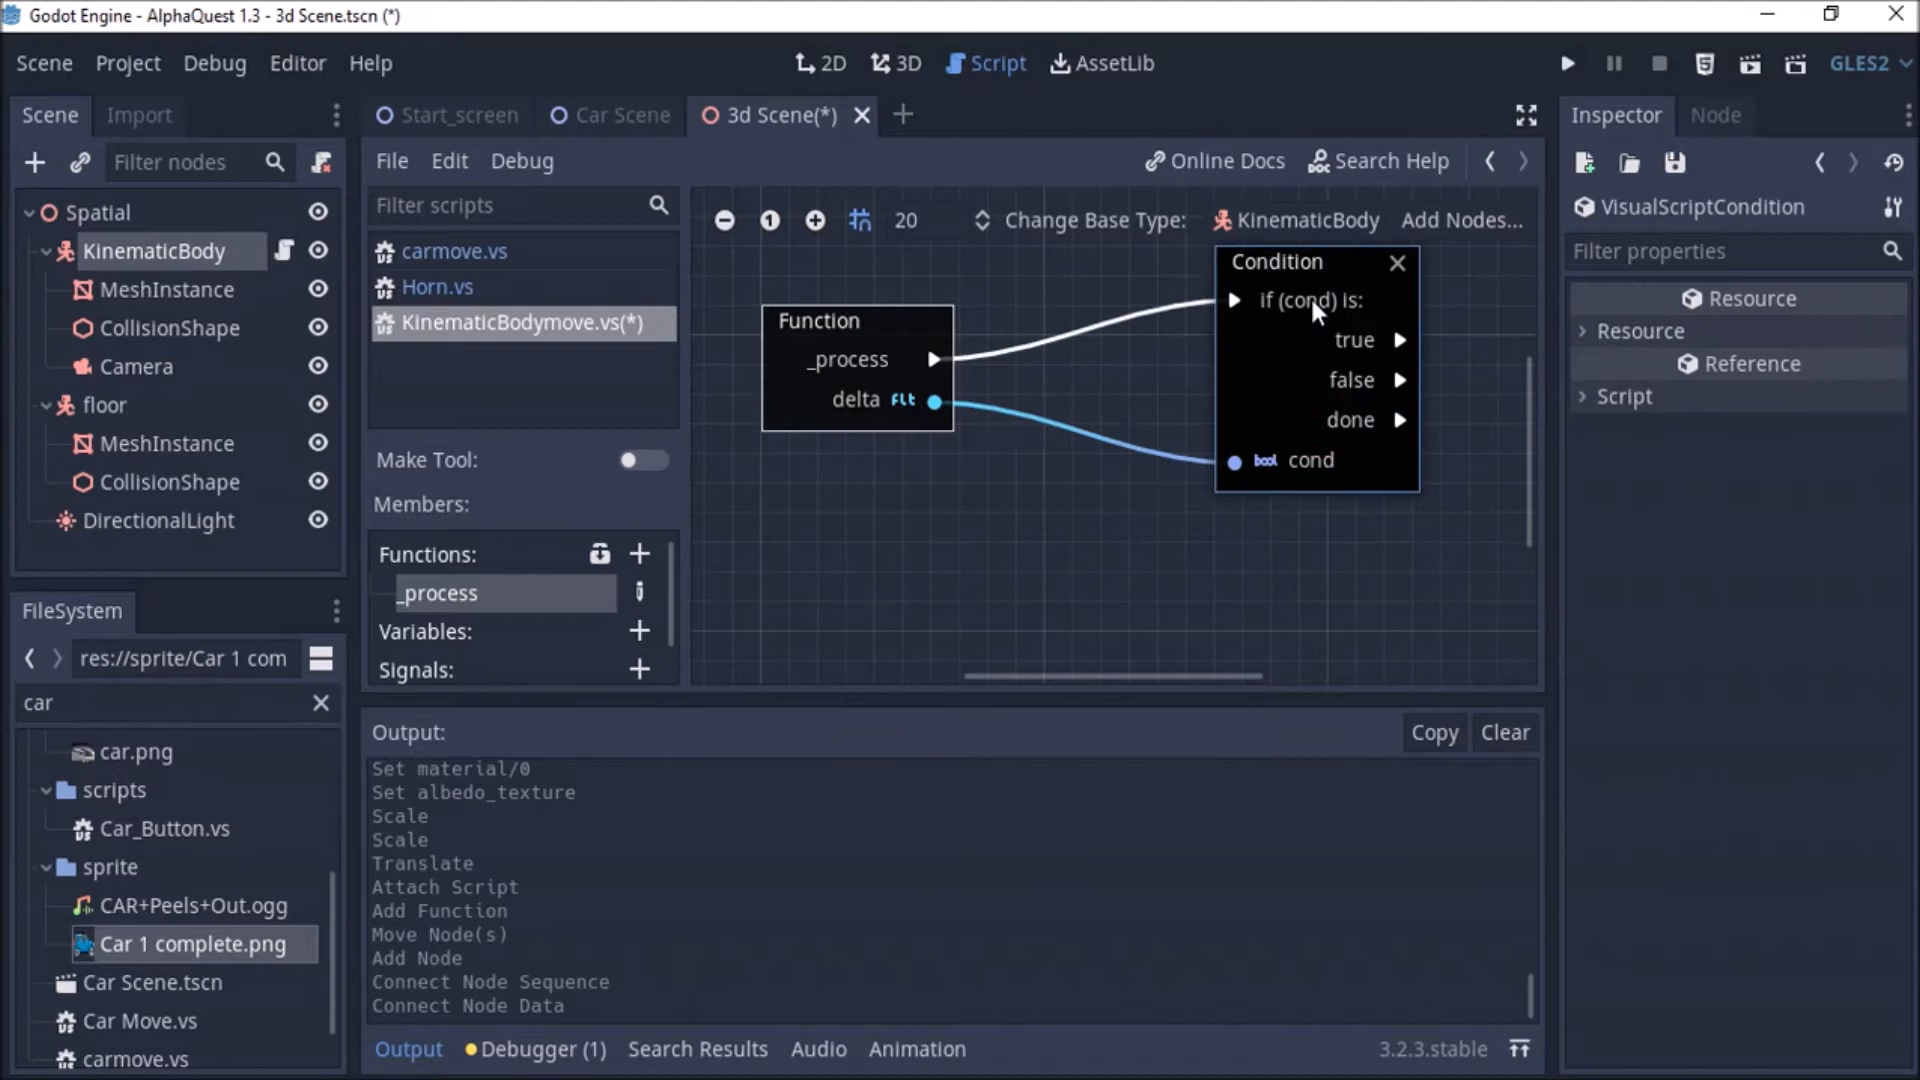 Godot Engine - AlphaQuest 1.3 - 3d Scene.tscn (*)
Scene Project Debug Editor Help
2D 3D Script AssetLib
GLES2
Scene Import
Start_screen Car Scene 3d Scene(*)
Inspector Node
Filter nodes
File Edit Debug
Online Docs Search Help
Filter scripts
20 Change Base Type: KinematicBody Add Nodes...
VisualScriptCondition
Filter properties
Resource
Resource
Reference
Script
Spatial
KinematicBody
MeshInstance
CollisionShape
Camera
floor
MeshInstance
CollisionShape
DirectionalLight
carmove.vs
Horn.vs
KinematicBodymove.vs(*)
Make Tool:
Members:
Functions:
_process
Variables:
Signals:
Function
_process
delta flt
Condition
if (cond) is:
true
false
done
bool cond
FileSystem
res://sprite/Car 1 com
car
car.png
scripts
Car_Button.vs
sprite
CAR+Peels+Out.ogg
Car 1 complete.png
Car Scene.tscn
Car Move.vs
carmove.vs
Output:
Copy Clear
Set material/0
Set albedo_texture
Scale
Scale
Translate
Attach Script
Add Function
Move Node(s)
Add Node
Connect Node Sequence
Connect Node Data
Output Debugger (1) Search Results Audio Animation
3.2.3.stable